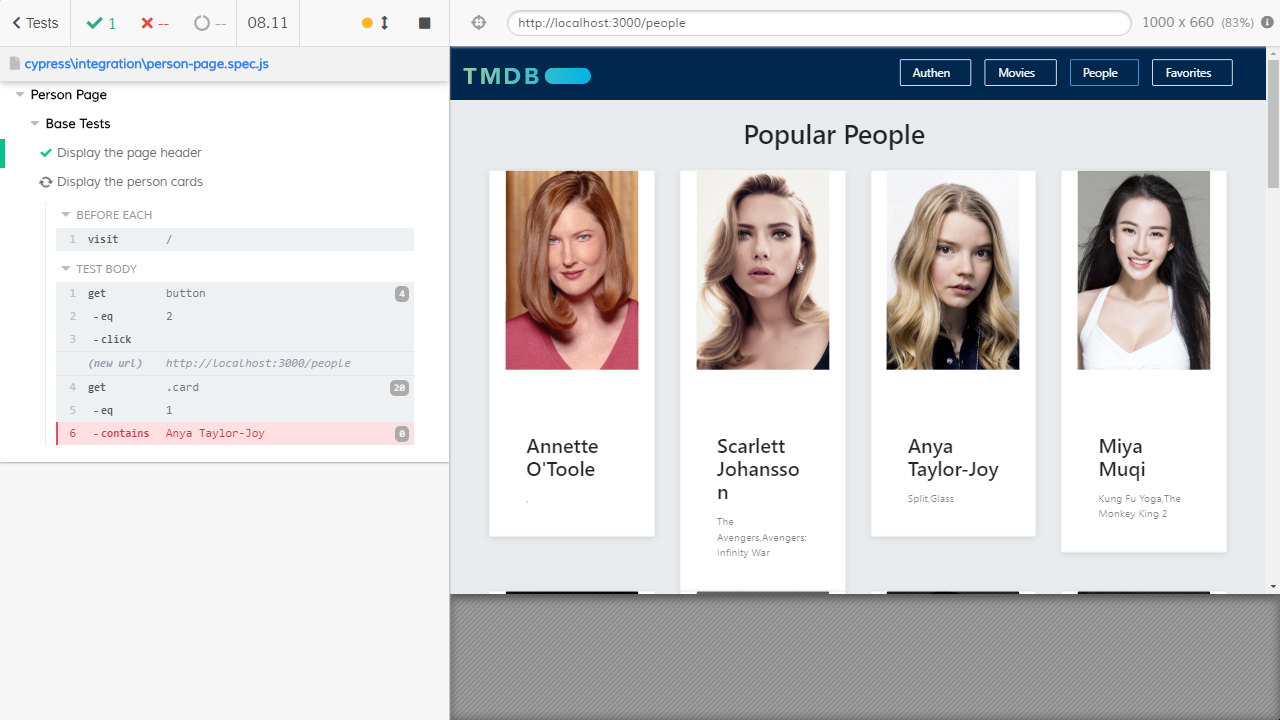 Tests
1
--
--
08.11
http://localhost:3000/people
1000 x 660 (83%)
cypress\integration\person-page.spec.js
Person Page
Base Tests
Display the page header
Display the person cards
BEFORE EACH
1 visit /
TEST BODY
1 get button 4
2 - eq 2
3 - click
(new url) http://localhost:3000/people
4 get .card 20
5 - eq 1
6 - contains Anya Taylor-Joy 0
TMDB
Authen
Movies
People
Favorites
Popular People
Annette
O'Toole
,
Scarlett
Johansso
n
The
Avengers,Avengers:
Infinity War
Anya
Taylor-Joy
Split,Glass
Miya
Muqi
Kung Fu Yoga,The
Monkey King 2